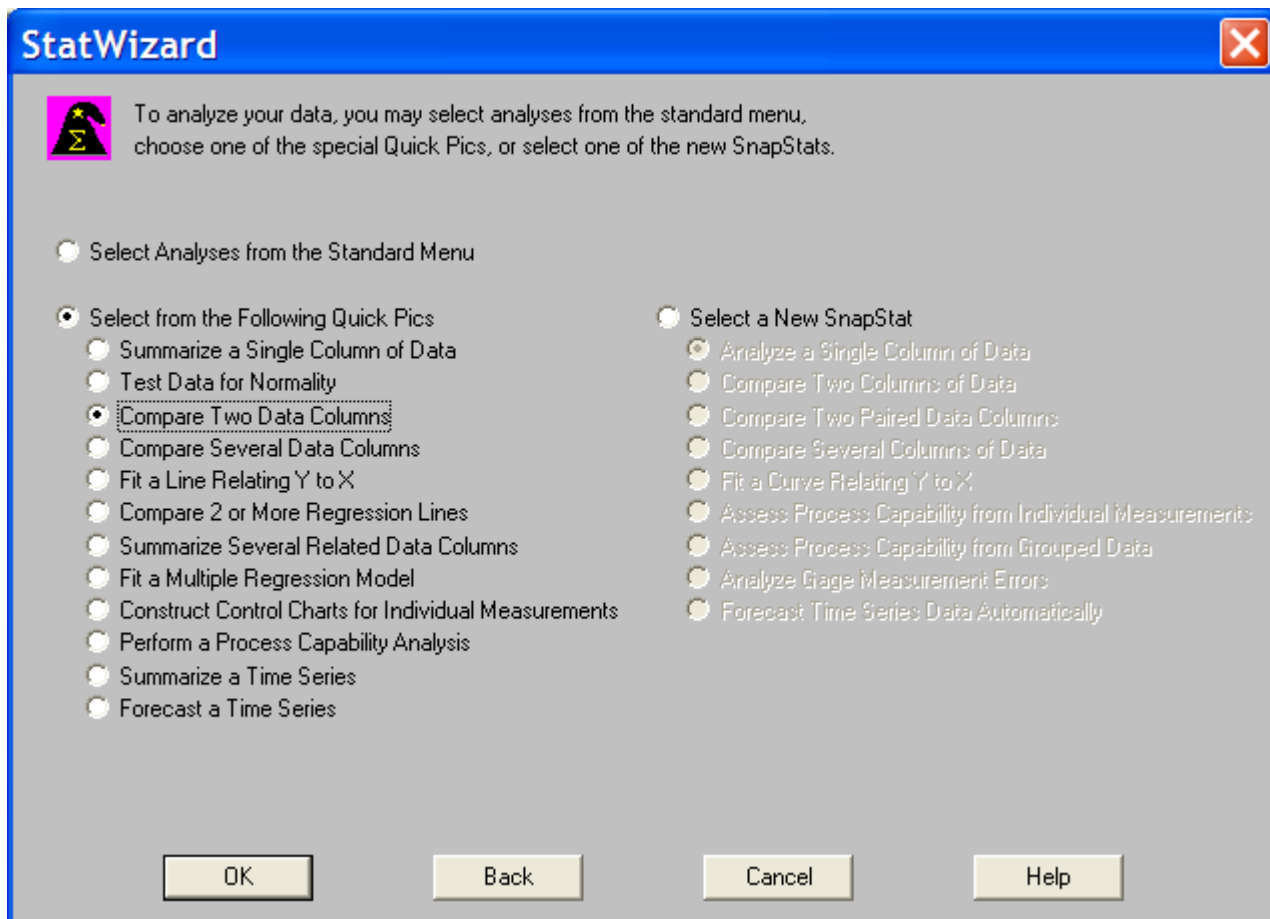 StatWizard
To analyze your data, you may select analyses from the standard menu,
choose one of the special Quick Pics, or select one of the new SnapStats.
Select Analyses from the Standard Menu
Select from the Following Quick Pics
Summarize a Single Column of Data
Test Data for Normality
Compare Two Data Columns
Compare Several Data Columns
Fit a Line Relating Y to X
Compare 2 or More Regression Lines
Summarize Several Related Data Columns
Fit a Multiple Regression Model
Construct Control Charts for Individual Measurements
Perform a Process Capability Analysis
Summarize a Time Series
Forecast a Time Series
Select a New SnapStat
Analyze a Single Column of Data
Compare Two Columns of Data
Compare Two Paired Data Columns
Compare Several Columns of Data
Fit a Curve Relating Y to X
Assess Process Capability from Individual Measurements
Assess Process Capability from Grouped Data
Analyze Gage Measurement Errors
Forecast Time Series Data Automatically
OK
Back
Cancel
Help